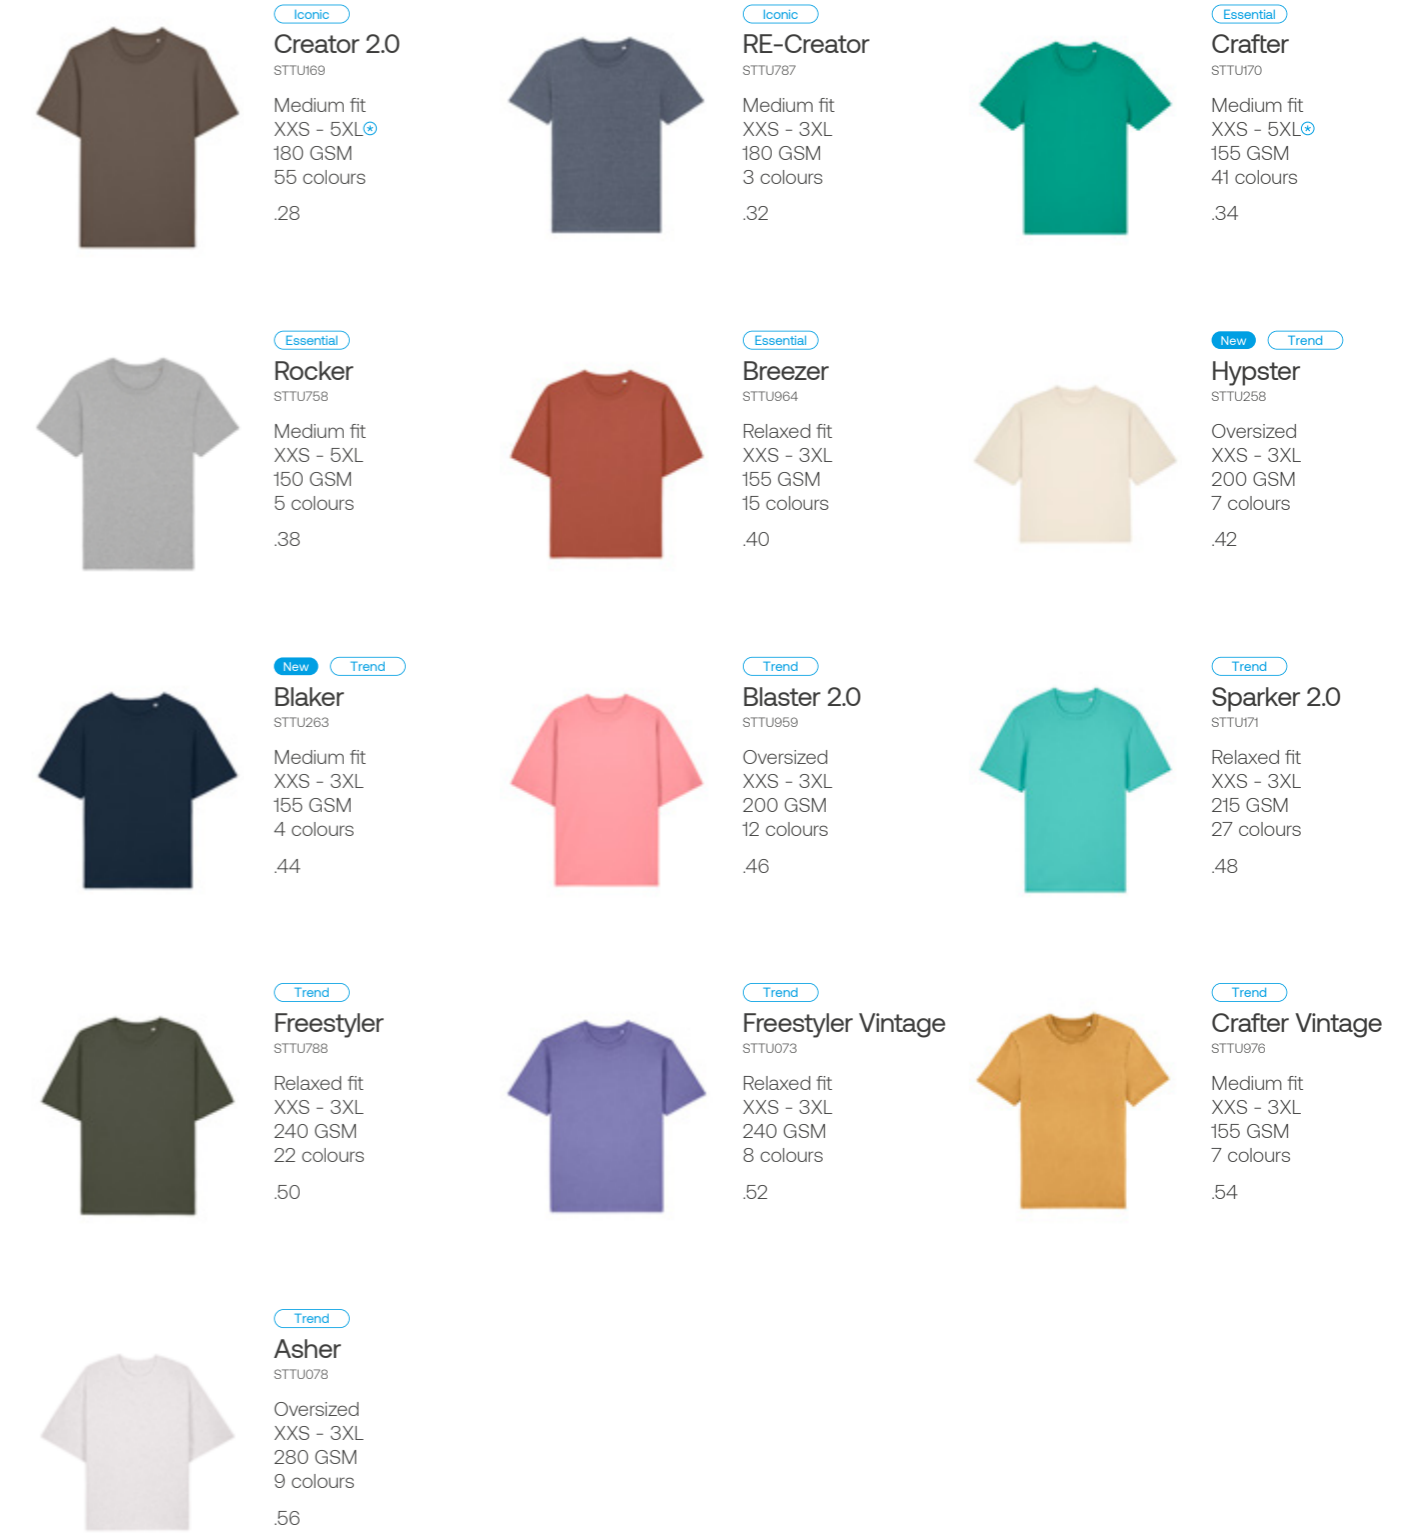 Iconic
Creator 2.0
STTU169
Medium fit
XXS - 5XL⍟
180 GSM
55 colours
.28
Iconic
RE-Creator
STTU787
Medium fit
XXS - 3XL
180 GSM
3 colours
.32
Essential
Crafter
STTU170
Medium fit
XXS - 5XL⍟
155 GSM
41 colours
.34
Essential
Rocker
STTU758
Medium fit
XXS - 5XL
150 GSM
5 colours
.38
Essential
Breezer
STTU964
Relaxed fit
XXS - 3XL
155 GSM
15 colours
.40
New Trend
Hypster
STTU258
Oversized
XXS - 3XL
200 GSM
7 colours
.42
New Trend
Blaker
STTU263
Medium fit
XXS - 3XL
155 GSM
4 colours
.44
Trend
Blaster 2.0
STTU959
Oversized
XXS - 3XL
200 GSM
12 colours
.46
Trend
Sparker 2.0
STTU171
Relaxed fit
XXS - 3XL
215 GSM
27 colours
.48
Trend
Freestyler
STTU788
Relaxed fit
XXS - 3XL
240 GSM
22 colours
.50
Trend
Freestyler Vintage
STTU073
Relaxed fit
XXS - 3XL
240 GSM
8 colours
.52
Trend
Crafter Vintage
STTU976
Medium fit
XXS - 3XL
155 GSM
7 colours
.54
Trend
Asher
STTU078
Oversized
XXS - 3XL
280 GSM
9 colours
.56